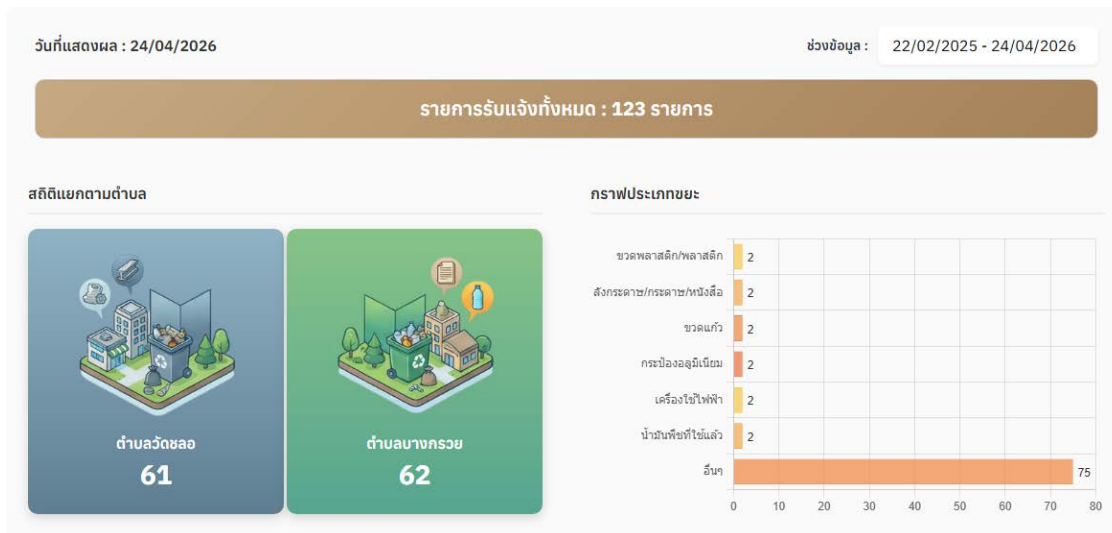 วันที่แสดงผล : 24/04/2026
ช่วงข้อมูล : 22/02/2025 - 24/04/2026
รายการรับแจ้งทั้งหมด : 123 รายการ
สถิติแยกตามตำบล
ตำบลวัดชลอ
61
ตำบลบางกรวย
62
กราฟประเภทขยะ
ขวดพลาสติก/พลาสติก 2
ลังกระดาษ/กระดาษ/หนังสือ 2
ขวดแก้ว 2
กระป๋องอลูมิเนียม 2
เครื่องใช้ไฟฟ้า 2
น้ำมันพืชที่ใช้แล้ว 2
อื่นๆ 75
0 10 20 30 40 50 60 70 80